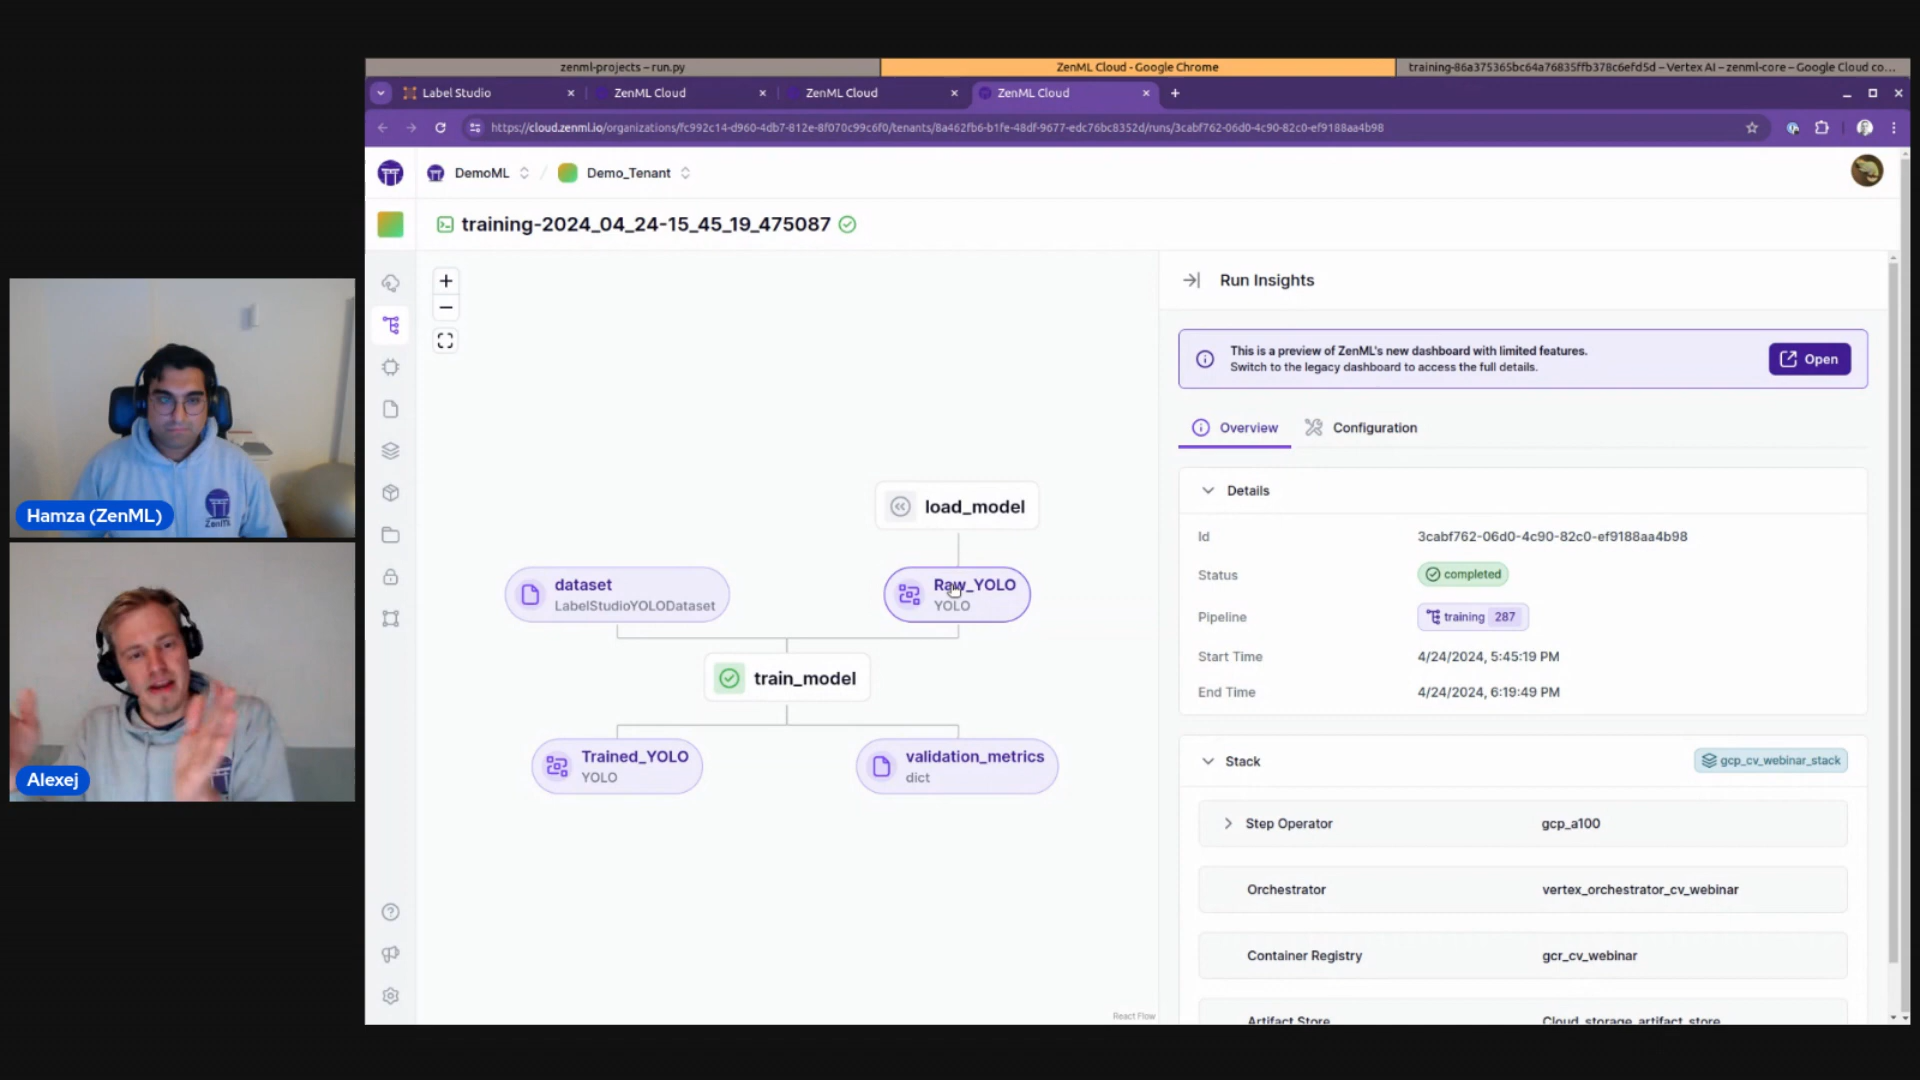 zenml-projects – run.py
ZenML Cloud - Google Chrome
training-86a375365bc64a76835ffb378c6efd5d – Vertex AI – zenml-core – Google Cloud co...
Label Studio
ZenML Cloud
ZenML Cloud
ZenML Cloud
https://cloud.zenml.io/organizations/fc992c14-d960-4db7-812e-8f070c99c6f0/tenants/8a462fb6-b1fe-48df-9677-edc76bc8352d/runs/3cabf762-06d0-4c90-82c0-ef9188aa4b98
DemoML / Demo_Tenant
training-2024_04_24-15_45_19_475087
Run Insights
This is a preview of ZenML's new dashboard with limited features.
Switch to the legacy dashboard to access the full details.
Open
Overview
Configuration
Details
Id 3cabf762-06d0-4c90-82c0-ef9188aa4b98
Status completed
Pipeline training 287
Start Time 4/24/2024, 5:45:19 PM
End Time 4/24/2024, 6:19:49 PM
Stack gcp_cv_webinar_stack
Step Operator gcp_a100
Orchestrator vertex_orchestrator_cv_webinar
Container Registry gcr_cv_webinar
Artifact Store Cloud_storage_artifact_store
load_model
dataset
LabelStudioYOLODataset
Raw_YOLO
YOLO
train_model
Trained_YOLO
YOLO
validation_metrics
dict
React Flow
ZenML
Hamza (ZenML)
Alexej